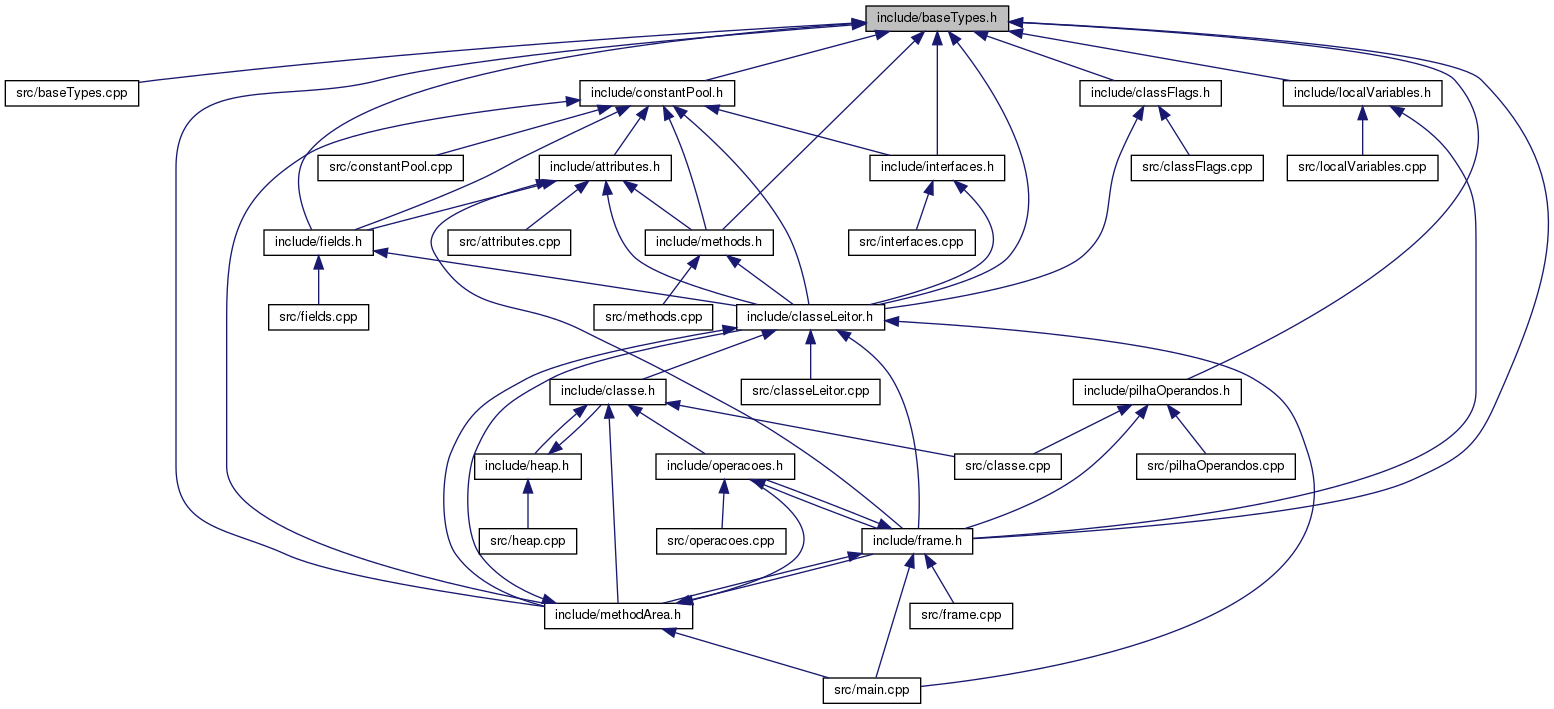 include/baseTypes.h
src/baseTypes.cpp
include/constantPool.h
include/classFlags.h
include/localVariables.h
src/constantPool.cpp
include/attributes.h
include/interfaces.h
src/classFlags.cpp
src/localVariables.cpp
include/fields.h
src/attributes.cpp
include/methods.h
src/interfaces.cpp
src/fields.cpp
src/methods.cpp
include/classeLeitor.h
include/classe.h
src/classeLeitor.cpp
include/pilhaOperandos.h
include/heap.h
include/operacoes.h
src/classe.cpp
src/pilhaOperandos.cpp
src/heap.cpp
src/operacoes.cpp
include/frame.h
include/methodArea.h
src/frame.cpp
src/main.cpp